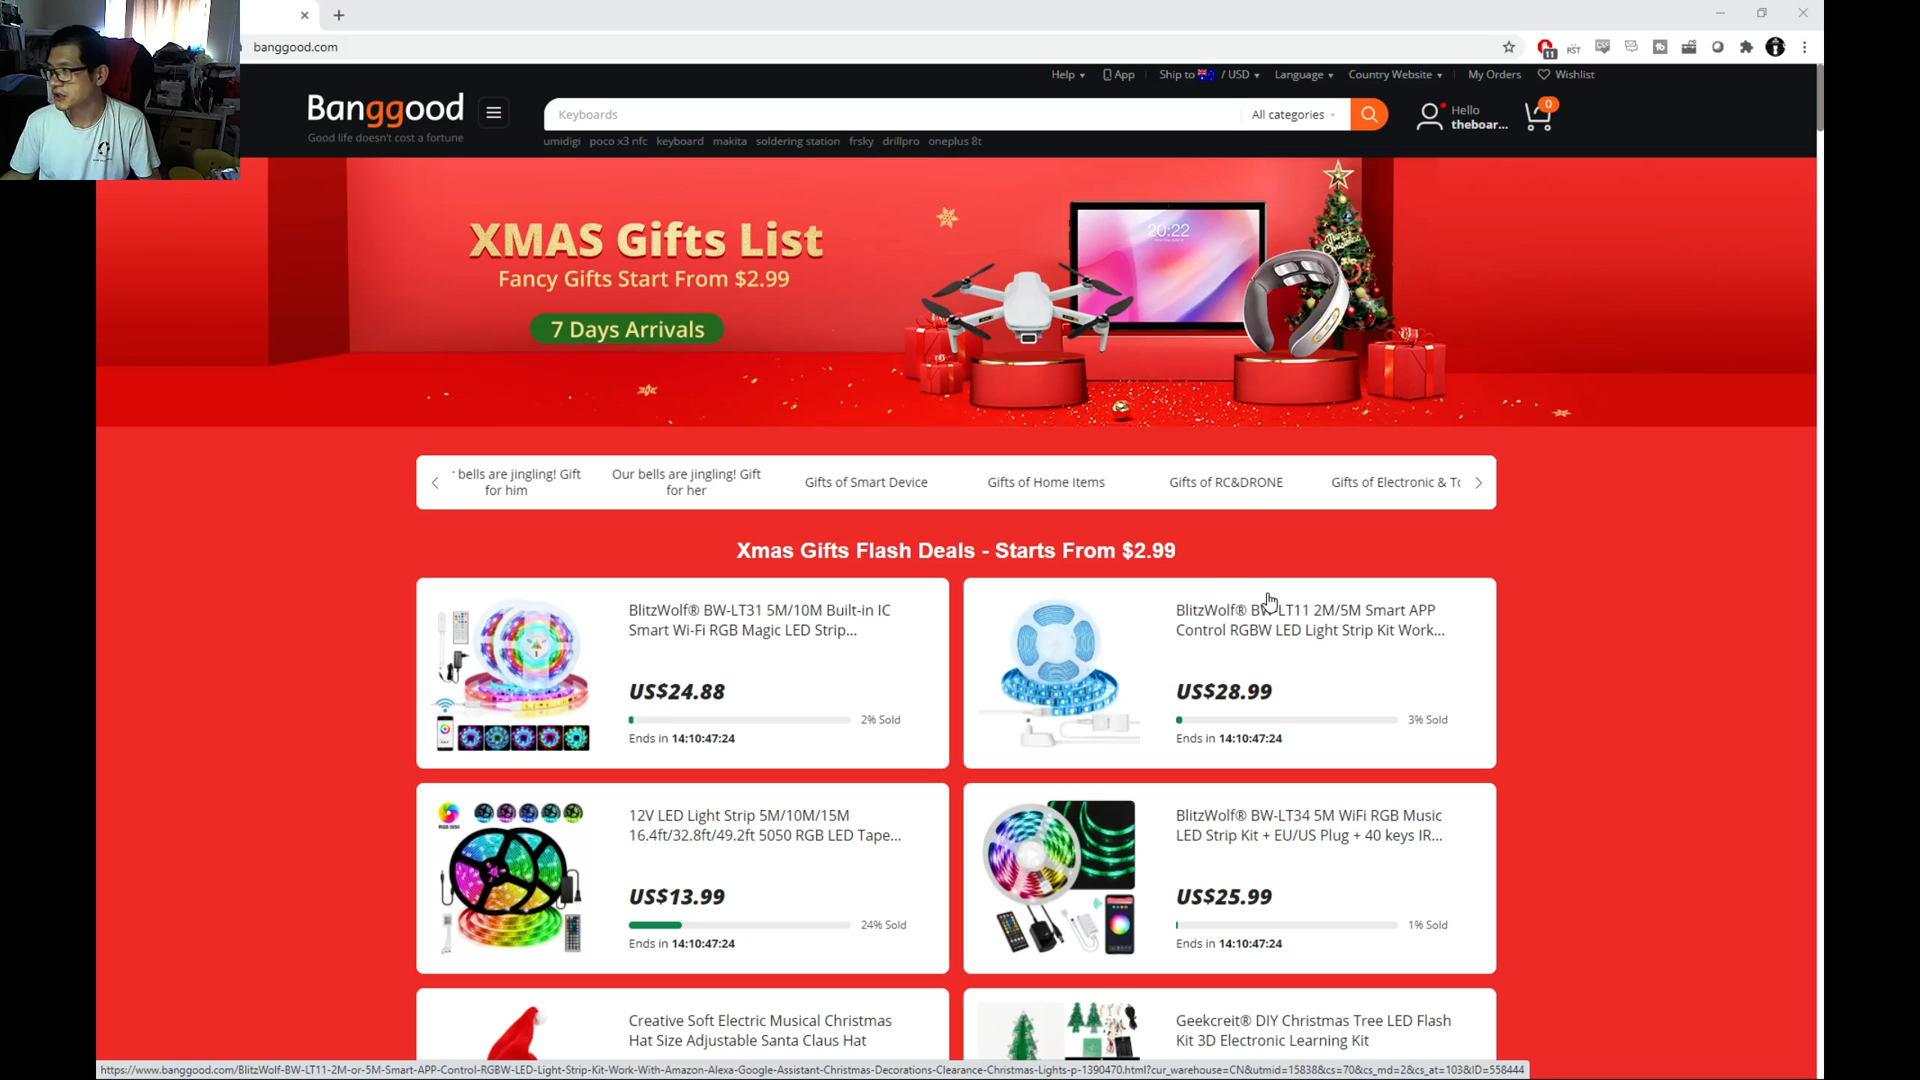 banggood.com
11
RST
Help
App
Ship to / USD
Language
Country Website
My Orders
Wishlist
Banggood
Good life doesn't cost a fortune
Keyboards
All categories
Hello
theboar...
0
umidigi poco x3 nfc keyboard makita soldering station frsky drillpro oneplus 8t
XMAS Gifts List
Fancy Gifts Start From $2.99
7 Days Arrivals
20:22
bells are jingling! Gift
for him
Our bells are jingling! Gift
for her
Gifts of Smart Device
Gifts of Home Items
Gifts of RC&DRONE
Gifts of Electronic & To
Xmas Gifts Flash Deals - Starts From $2.99
BlitzWolf® BW-LT31 5M/10M Built-in IC
Smart Wi-Fi RGB Magic LED Strip...
US$24.88
2% Sold
Ends in 14:10:47:24
BlitzWolf® BW-LT11 2M/5M Smart APP
Control RGBW LED Light Strip Kit Work...
US$28.99
3% Sold
Ends in 14:10:47:24
12V LED Light Strip 5M/10M/15M
16.4ft/32.8ft/49.2ft 5050 RGB LED Tape...
US$13.99
24% Sold
Ends in 14:10:47:24
BlitzWolf® BW-LT34 5M WiFi RGB Music
LED Strip Kit + EU/US Plug + 40 keys IR...
US$25.99
1% Sold
Ends in 14:10:47:24
Creative Soft Electric Musical Christmas
Hat Size Adjustable Santa Claus Hat
Geekcreit® DIY Christmas Tree LED Flash
Kit 3D Electronic Learning Kit
https://www.banggood.com/BlitzWolf-BW-LT11-2M-or-5M-Smart-APP-Control-RGBW-LED-Light-Strip-Kit-Work-With-Amazon-Alexa-Google-Assistant-Christmas-Decorations-Clearance-Christmas-Lights-p-1390470.html?cur_warehouse=CN&utmid=15838&cs=70&cs_md=2&cs_at=103&ID=558444